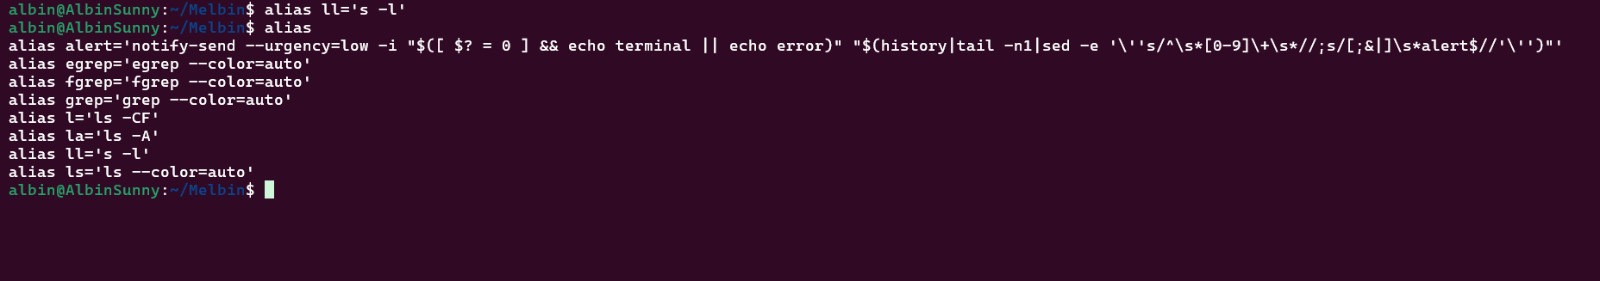 albin@AlbinSunny:~/Melbin$ alias ll='s -l'
albin@AlbinSunny:~/Melbin$ alias
alias alert='notify-send --urgency=low -i "$([ $? = 0 ] && echo terminal || echo error)" "$(history|tail -n1|sed -e '\''s/^\s*[0-9]\+\s*//;s/[;&|]\s*alert$//'\'')"'
alias egrep='egrep --color=auto'
alias fgrep='fgrep --color=auto'
alias grep='grep --color=auto'
alias l='ls -CF'
alias la='ls -A'
alias ll='s -l'
alias ls='ls --color=auto'
albin@AlbinSunny:~/Melbin$